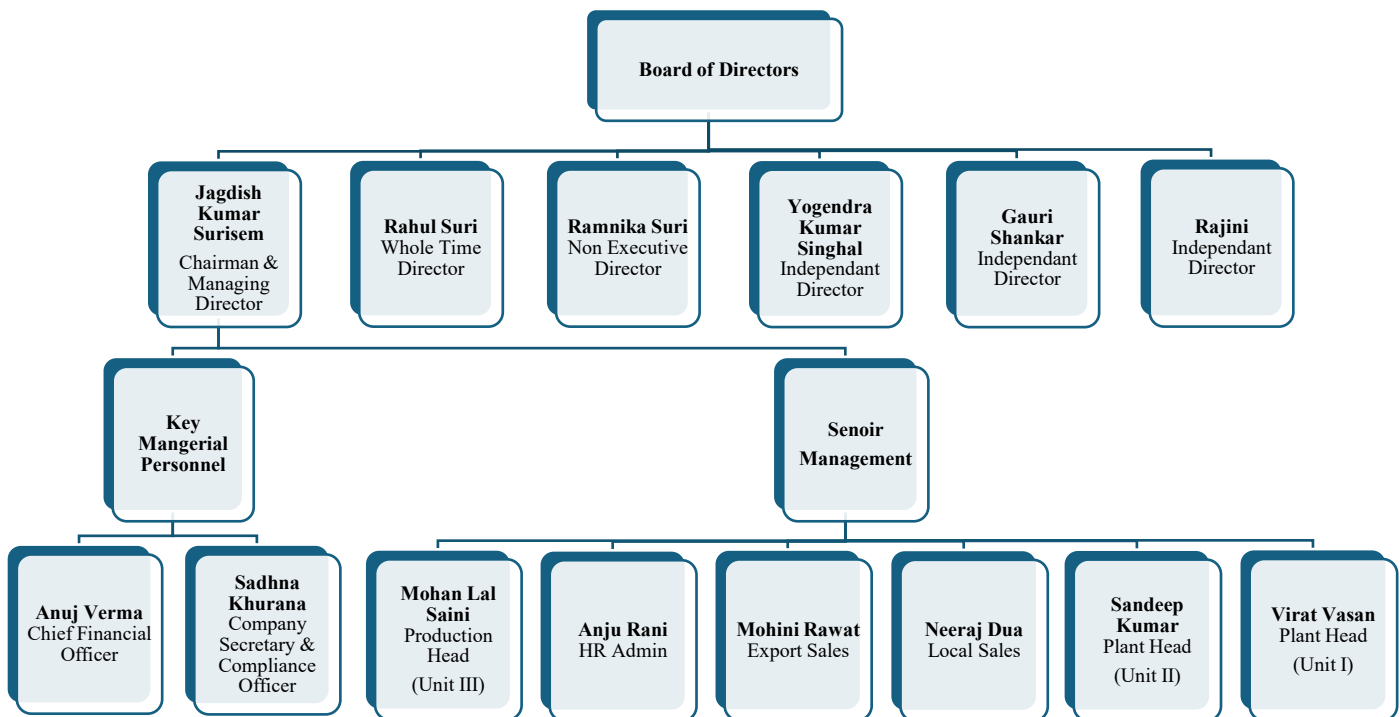 Board of Directors
Jagdish
Kumar
Surisem
Chairman &
Managing
Director
Rahul Suri
Whole Time
Director
Ramnika Suri
Non Executive
Director
Yogendra
Kumar
Singhal
Independant
Director
Gauri
Shankar
Independant
Director
Rajini
Independant
Director
Key
Mangerial
Personnel
Senoir
Management
Anuj Verma
Chief Financial
Officer
Sadhna
Khurana
Company
Secretary &
Compliance
Officer
Mohan Lal
Saini
Production
Head
(Unit III)
Anju Rani
HR Admin
Mohini Rawat
Export Sales
Neeraj Dua
Local Sales
Sandeep
Kumar
Plant Head
(Unit II)
Virat Vasan
Plant Head
(Unit I)